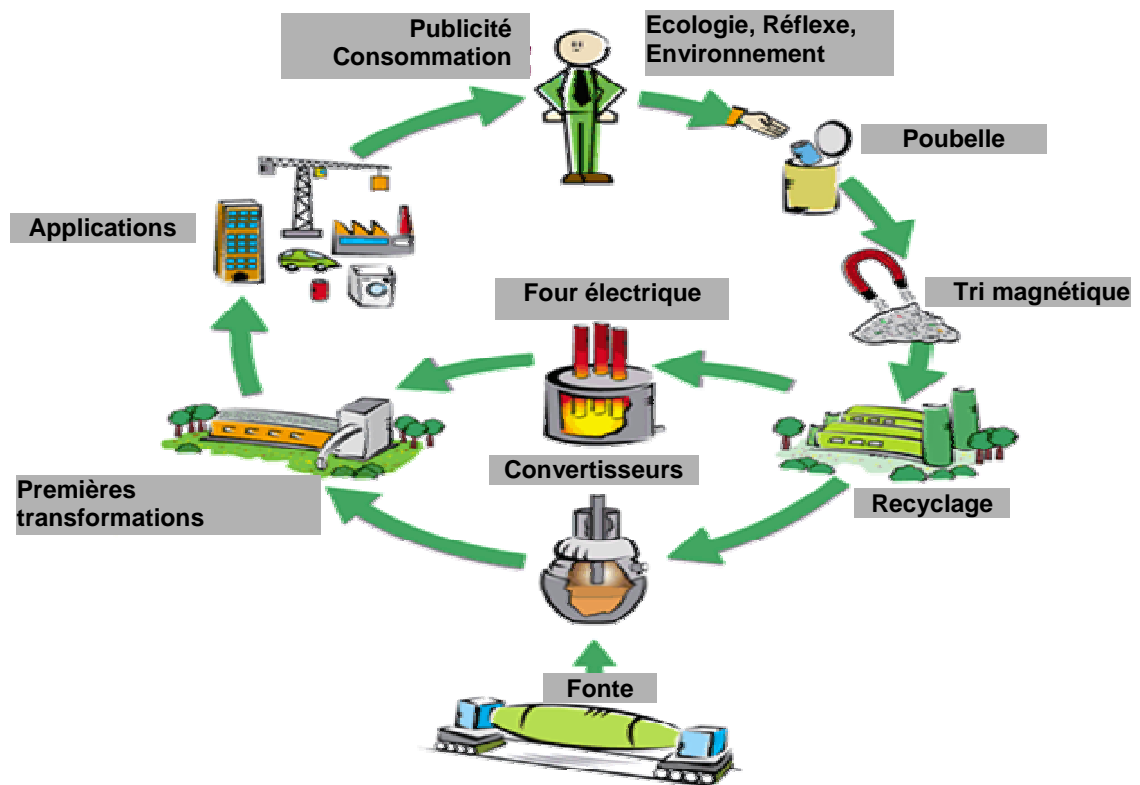 Publicité
Consommation
Ecologie, Réflexe,
Environnement
Poubelle
Applications
Tri magnétique
Four électrique
Convertisseurs
Premières
transformations
Recyclage
Fonte